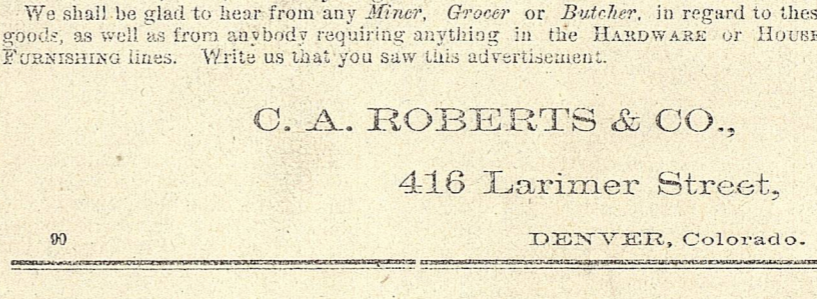 We shall be glad to hear from any Miner, Grocer or Butcher, in regard to thes
goods, as well as from anybody requiring anything in the HARDWARE or HOUSE
FURNISHING lines. Write us that you saw this advertisement.
C. A. ROBERTS & CO.,
416 Larimer Street,
90
DENVER, Colorado.